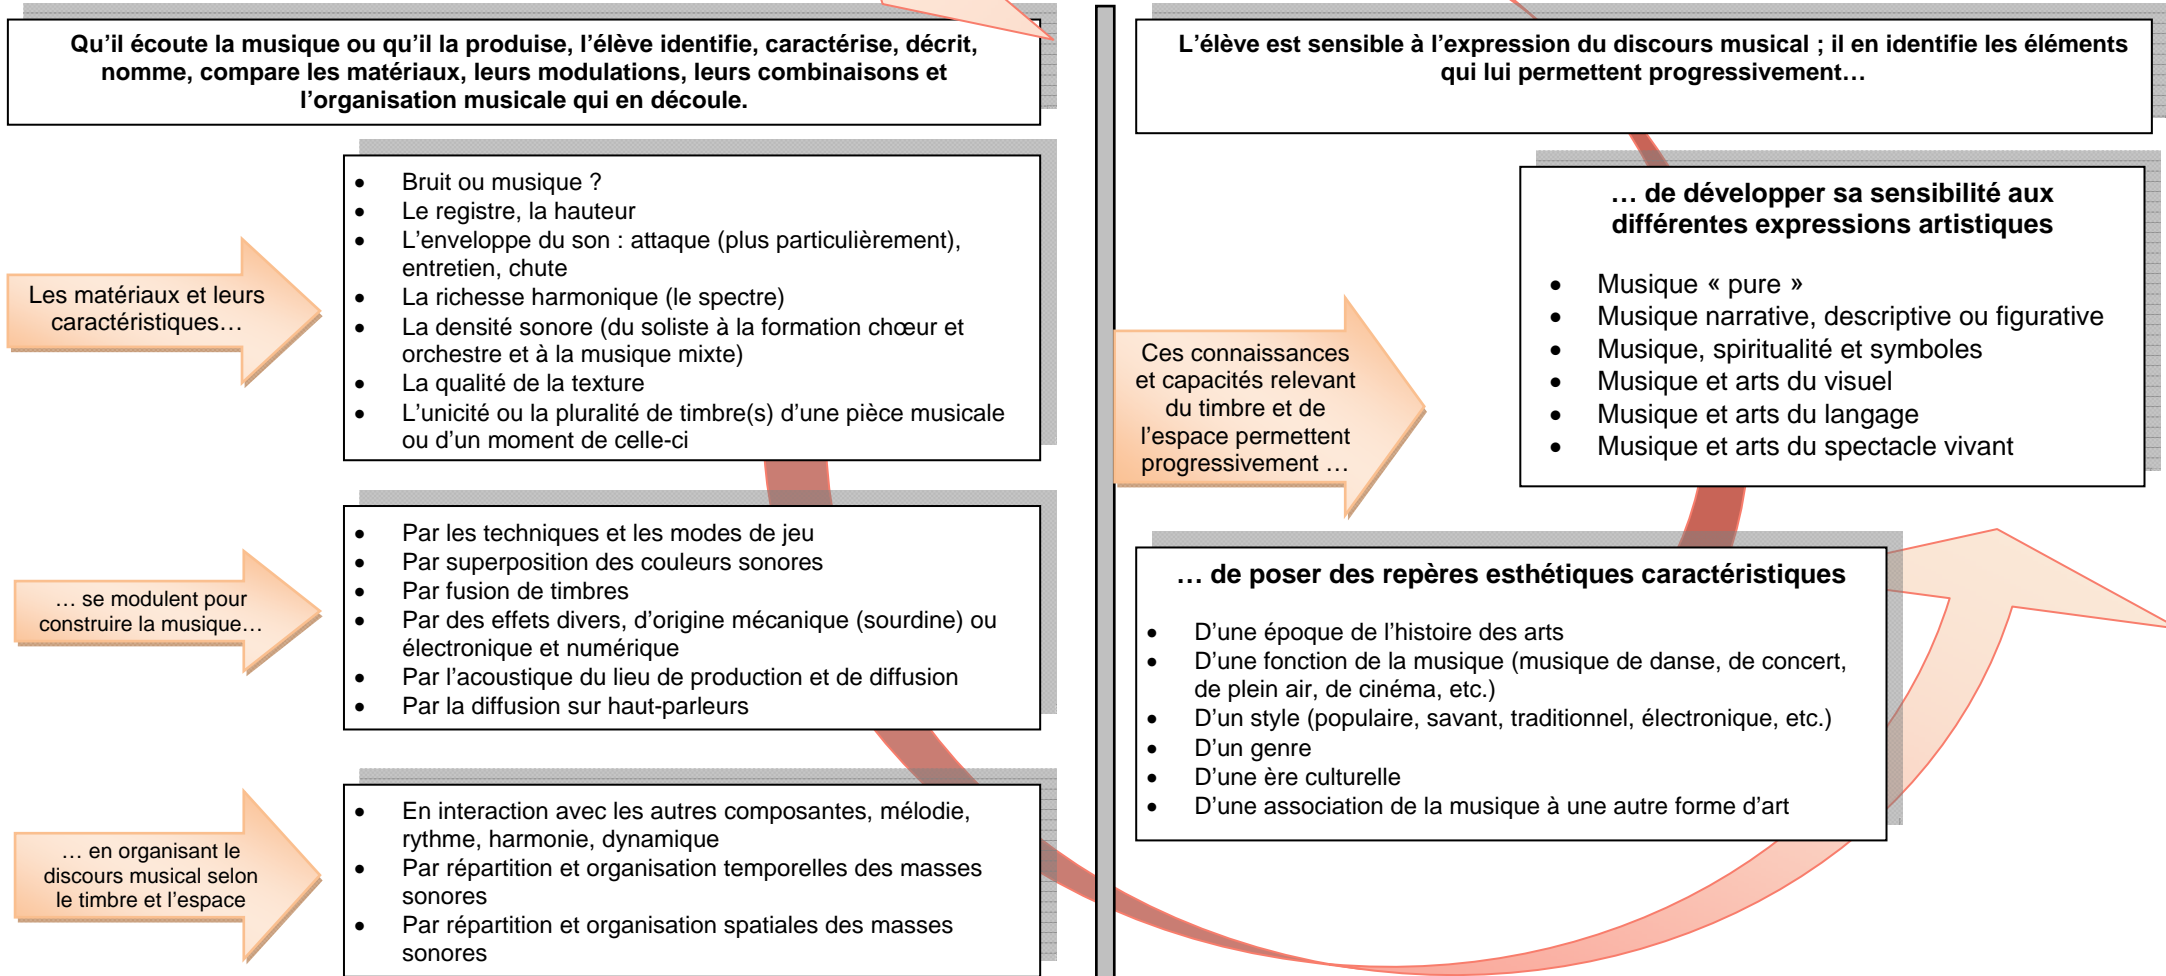 Qu'il écoute la musique ou qu'il la produise, l'élève identifie, caractérise, décrit,
nomme, compare les matériaux, leurs modulations, leurs combinaisons et
l'organisation musicale qui en découle.
Les matériaux et leurs
caractéristiques…
• Bruit ou musique ?
• Le registre, la hauteur
• L'enveloppe du son : attaque (plus particulièrement),
entretien, chute
• La richesse harmonique (le spectre)
• La densité sonore (du soliste à la formation chœur et
orchestre et à la musique mixte)
• La qualité de la texture
• L'unicité ou la pluralité de timbre(s) d'une pièce musicale
ou d'un moment de celle-ci
… se modulent pour
construire la musique…
• Par les techniques et les modes de jeu
• Par superposition des couleurs sonores
• Par fusion de timbres
• Par des effets divers, d'origine mécanique (sourdine) ou
électronique et numérique
• Par l'acoustique du lieu de production et de diffusion
• Par la diffusion sur haut-parleurs
… en organisant le
discours musical selon
le timbre et l'espace
• En interaction avec les autres composantes, mélodie,
rythme, harmonie, dynamique
• Par répartition et organisation temporelles des masses
sonores
• Par répartition et organisation spatiales des masses
sonores
L'élève est sensible à l'expression du discours musical ; il en identifie les éléments
qui lui permettent progressivement…
Ces connaissances
et capacités relevant
du timbre et de
l'espace permettent
progressivement …
… de développer sa sensibilité aux
différentes expressions artistiques
• Musique « pure »
• Musique narrative, descriptive ou figurative
• Musique, spiritualité et symboles
• Musique et arts du visuel
• Musique et arts du langage
• Musique et arts du spectacle vivant
… de poser des repères esthétiques caractéristiques
• D'une époque de l'histoire des arts
• D'une fonction de la musique (musique de danse, de concert,
de plein air, de cinéma, etc.)
• D'un style (populaire, savant, traditionnel, électronique, etc.)
• D'un genre
• D'une ère culturelle
• D'une association de la musique à une autre forme d'art